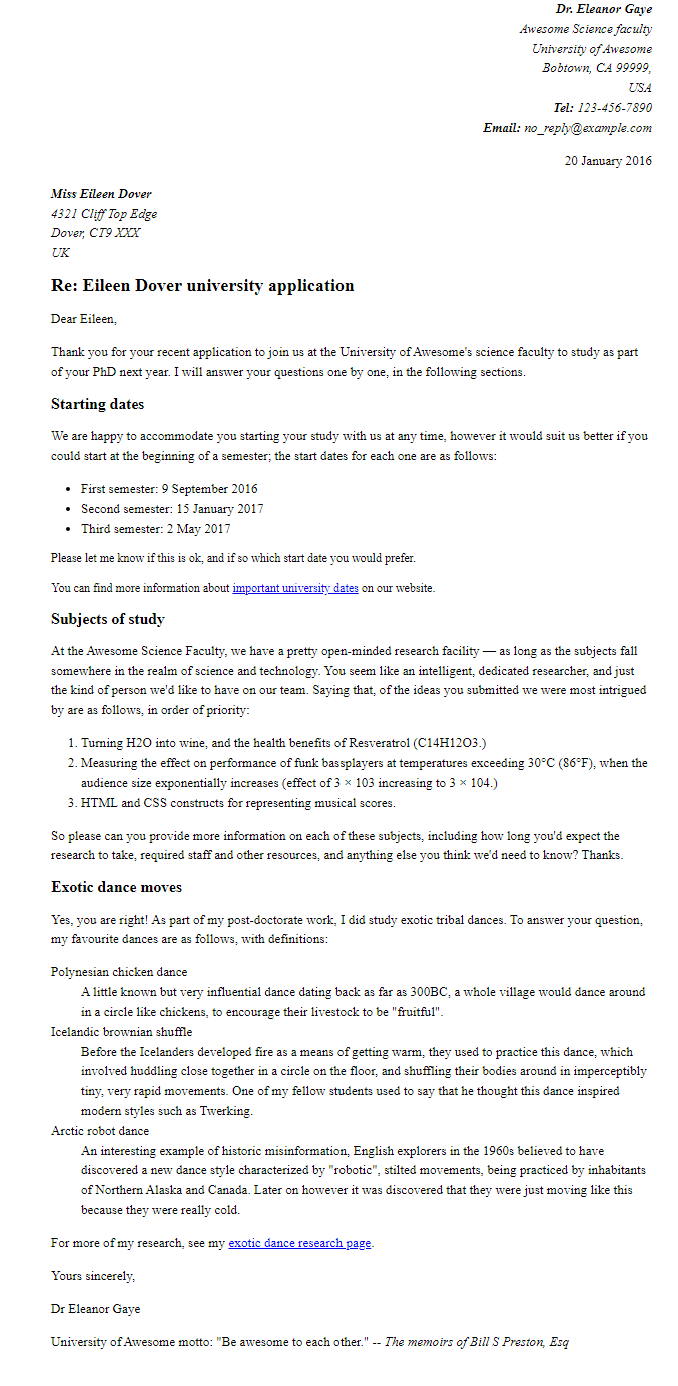 Dr. Eleanor Gaye
Awesome Science faculty
University of Awesome
Bobtown, CA 99999,
USA
Tel: 123-456-7890
Email: no_reply@example.com
20 January 2016
Miss Eileen Dover
4321 Cliff Top Edge
Dover, CT9 XXX
UK
Re: Eileen Dover university application
Dear Eileen,
Thank you for your recent application to join us at the University of Awesome's science faculty to study as part
of your PhD next year. I will answer your questions one by one, in the following sections.
Starting dates
We are happy to accommodate you starting your study with us at any time, however it would suit us better if you
could start at the beginning of a semester; the start dates for each one are as follows:
• First semester: 9 September 2016
• Second semester: 15 January 2017
• Third semester: 2 May 2017
Please let me know if this is ok, and if so which start date you would prefer.
You can find more information about important university dates on our website.
Subjects of study
At the Awesome Science Faculty, we have a pretty open-minded research facility — as long as the subjects fall
somewhere in the realm of science and technology. You seem like an intelligent, dedicated researcher, and just
the kind of person we'd like to have on our team. Saying that, of the ideas you submitted we were most intrigued
by are as follows, in order of priority:
1. Turning H2O into wine, and the health benefits of Resveratrol (C14H12O3.)
2. Measuring the effect on performance of funk bassplayers at temperatures exceeding 30°C (86°F), when the
audience size exponentially increases (effect of 3 × 103 increasing to 3 × 104.)
3. HTML and CSS constructs for representing musical scores.
So please can you provide more information on each of these subjects, including how long you'd expect the
research to take, required staff and other resources, and anything else you think we'd need to know? Thanks.
Exotic dance moves
Yes, you are right! As part of my post-doctorate work, I did study exotic tribal dances. To answer your question,
my favourite dances are as follows, with definitions:
Polynesian chicken dance
A little known but very influential dance dating back as far as 300BC, a whole village would dance around
in a circle like chickens, to encourage their livestock to be "fruitful".
Icelandic brownian shuffle
Before the Icelanders developed fire as a means of getting warm, they used to practice this dance, which
involved huddling close together in a circle on the floor, and shuffling their bodies around in imperceptibly
tiny, very rapid movements. One of my fellow students used to say that he thought this dance inspired
modern styles such as Twerking.
Arctic robot dance
An interesting example of historic misinformation, English explorers in the 1960s believed to have
discovered a new dance style characterized by "robotic", stilted movements, being practiced by inhabitants
of Northern Alaska and Canada. Later on however it was discovered that they were just moving like this
because they were really cold.
For more of my research, see my exotic dance research page.
Yours sincerely,
Dr Eleanor Gaye
University of Awesome motto: "Be awesome to each other." -- The memoirs of Bill S Preston, Esq